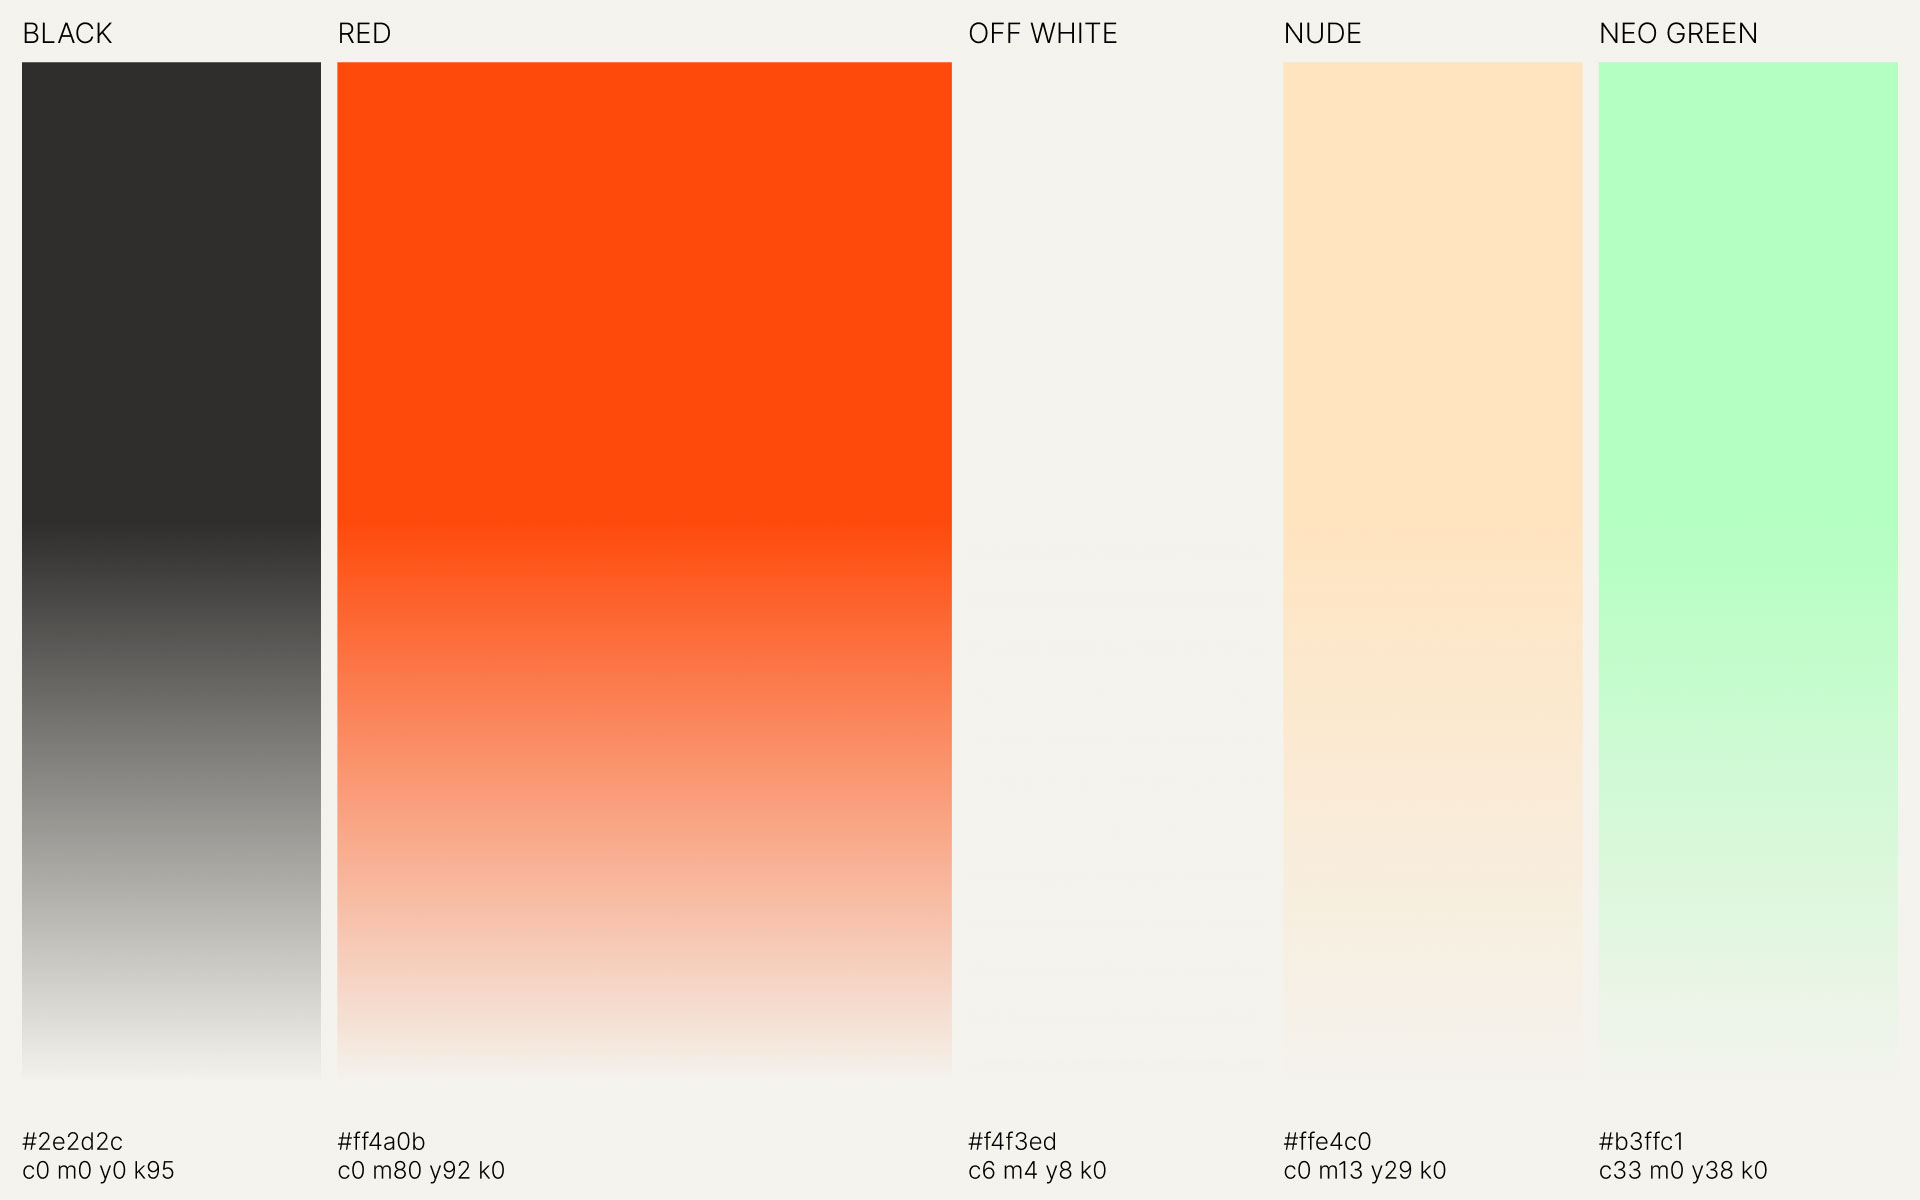 BLACK
RED
OFF WHITE
NUDE
NEO GREEN
#2e2d2c
c0 m0 y0 k95
#ff4a0b
c0 m80 y92 k0
#f4f3ed
c6 m4 y8 k0
#ffe4c0
c0 m13 y29 k0
#b3ffc1
c33 m0 y38 k0